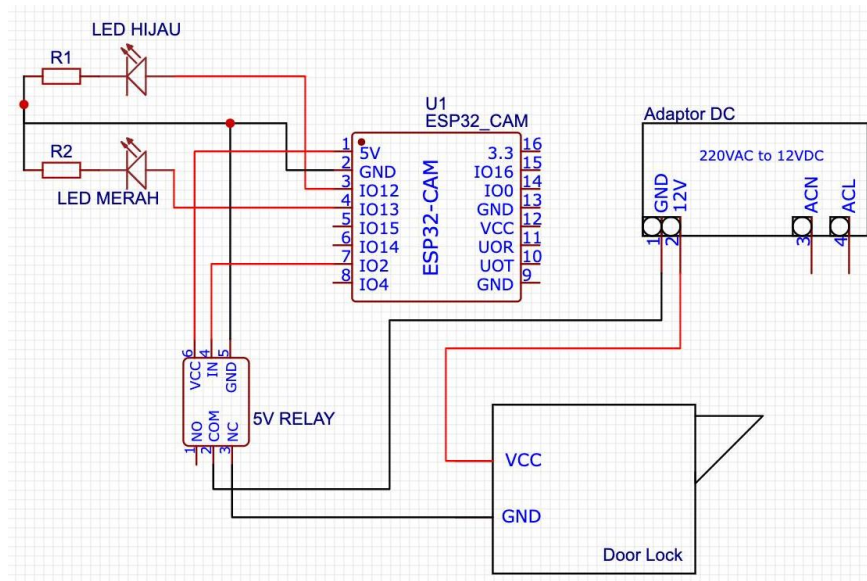 LED HIJAU
R1
R2
LED MERAH
U1
ESP32_CAM
ESP32-CAM
1 5V
2 GND
3 IO12
4 IO13
5 IO15
6 IO14
7 IO2
8 IO4
3.3 16
IO16 15
IO0 14
GND 13
VCC 12
UOR 11
UOT 10
GND 9
Adaptor DC
220VAC to 12VDC
GND 1
12V 2
ACN 3
ACL 4
6 VCC
4 IN
5 GND
5V RELAY
1 NO
2 COM
3 NC
VCC
GND
Door Lock